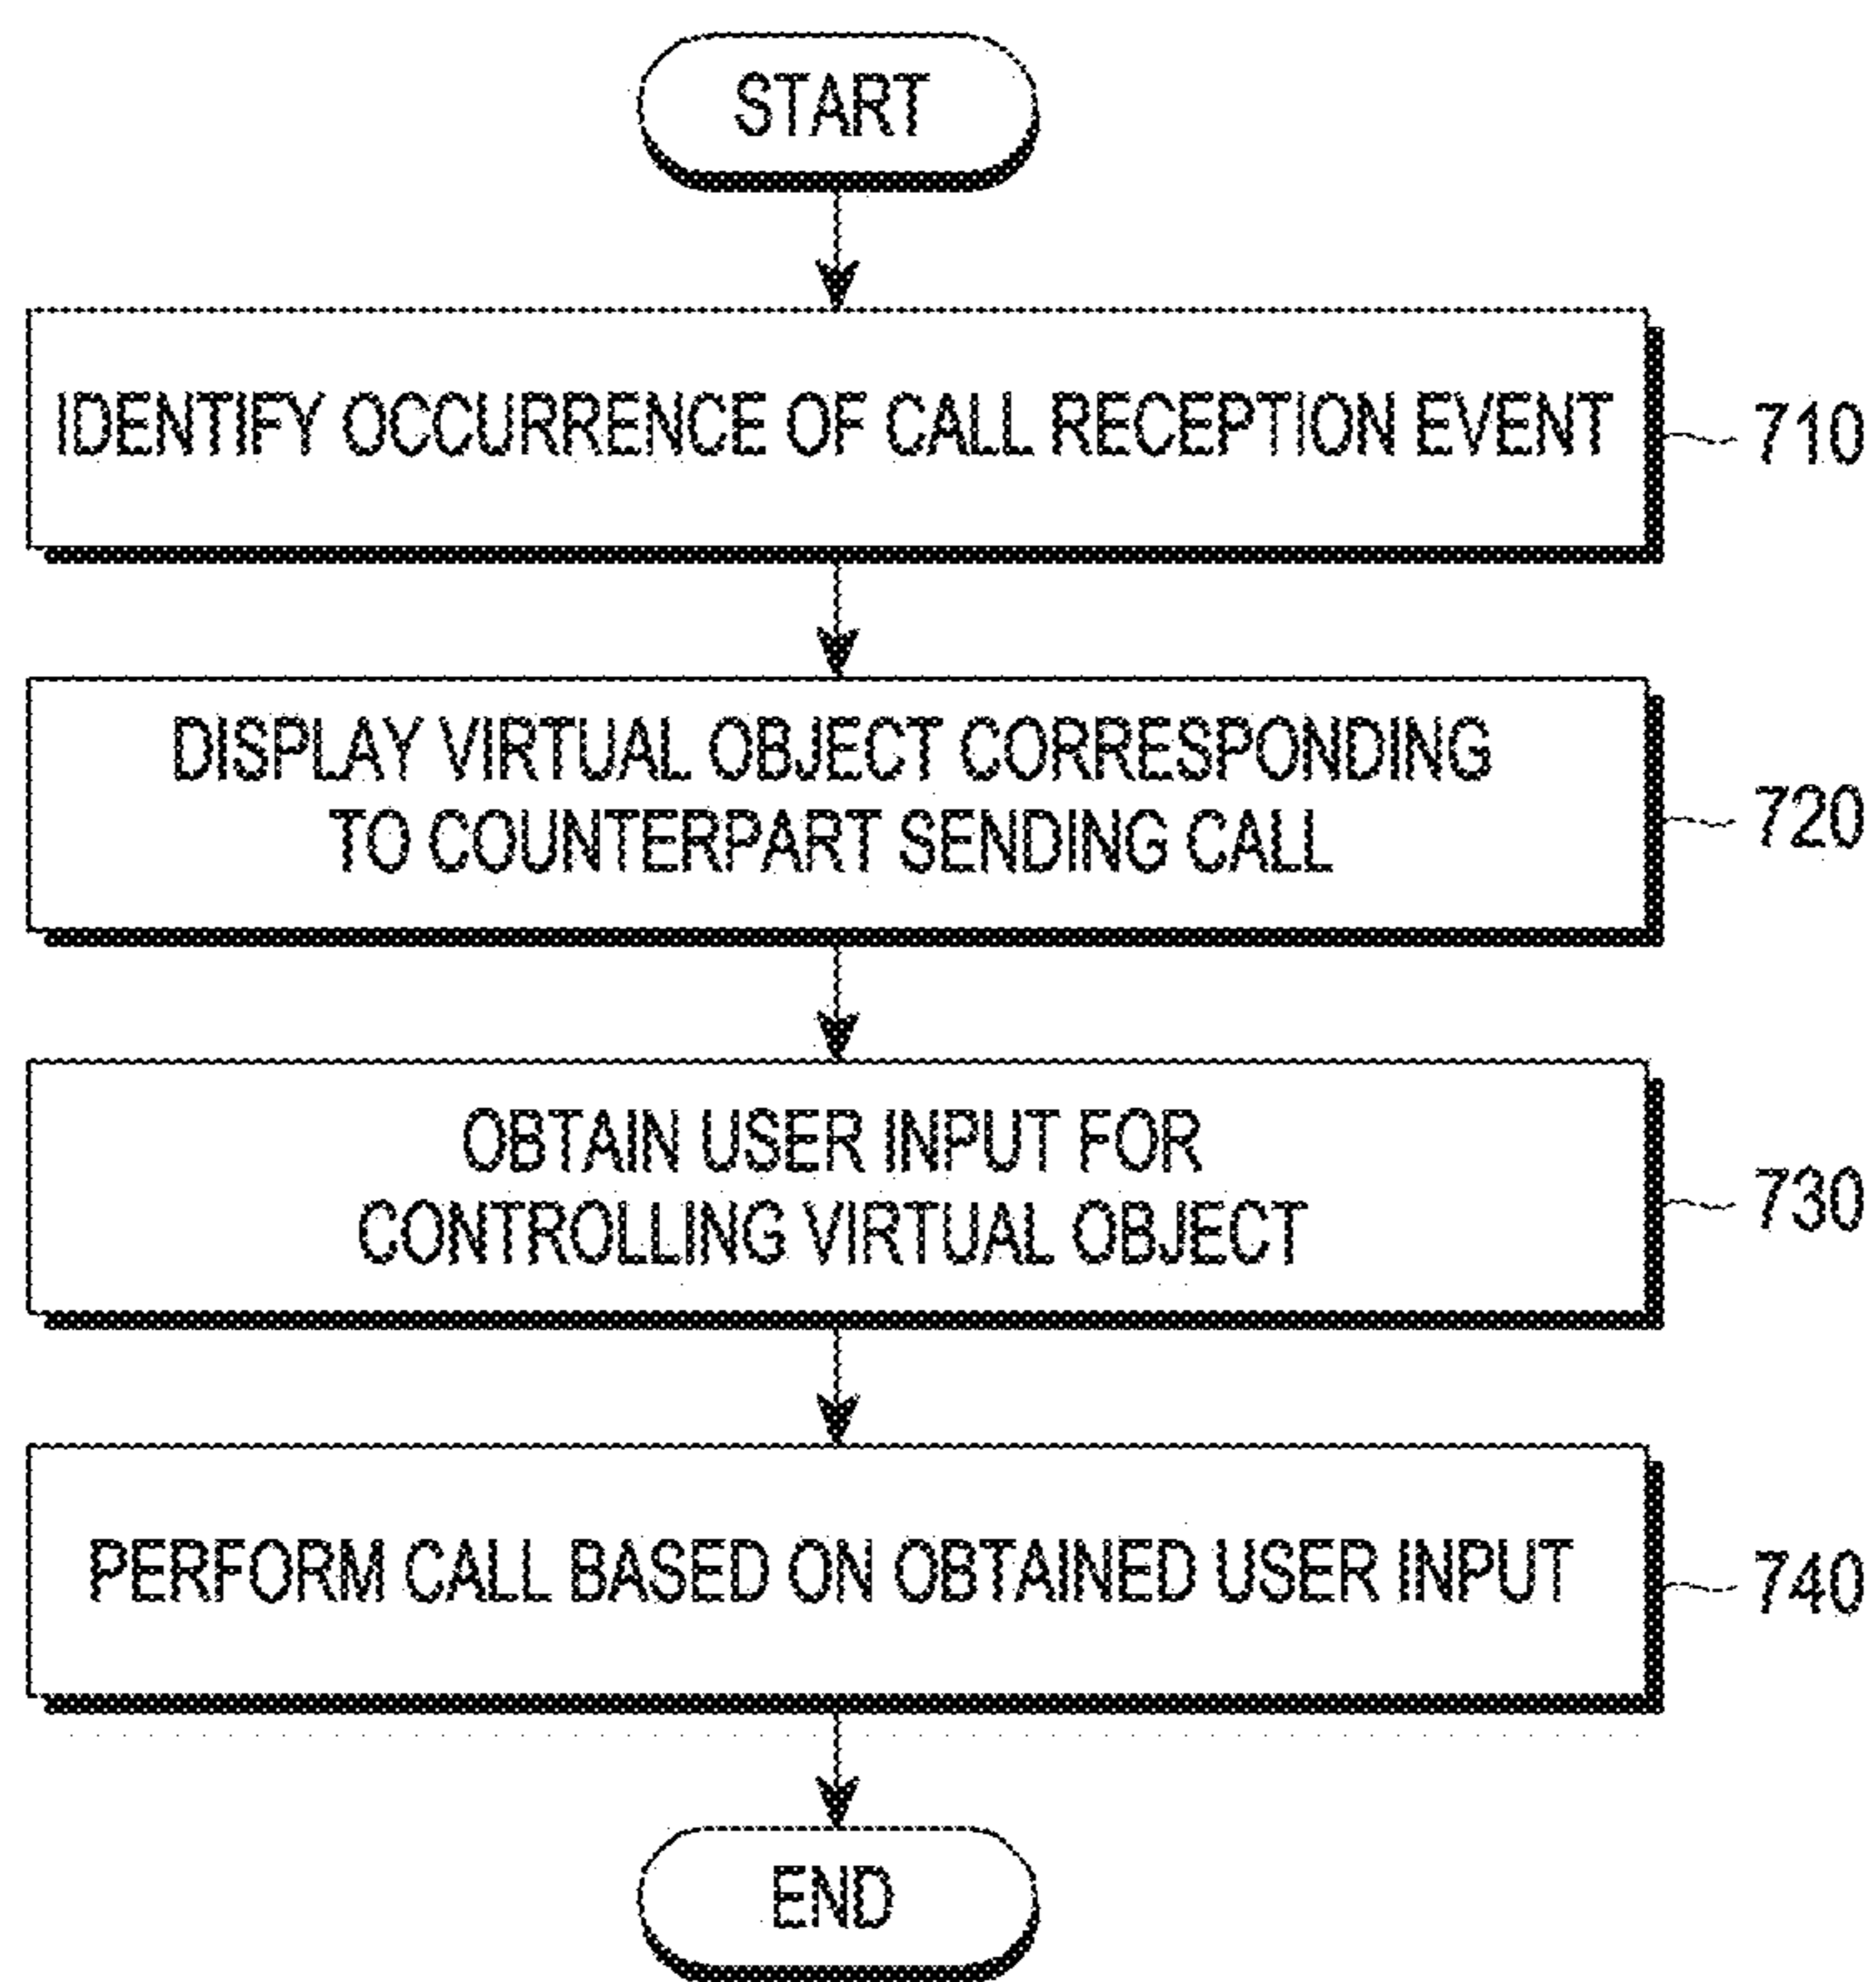 START
IDENTIFY OCCURRENCE OF CALL RECEPTION EVENT
710
DISPLAY VIRTUAL OBJECT CORRESPONDING
TO COUNTERPART SENDING CALL
720
OBTAIN USER INPUT FOR
CONTROLLING VIRTUAL OBJECT
730
PERFORM CALL BASED ON OBTAINED USER INPUT
740
END